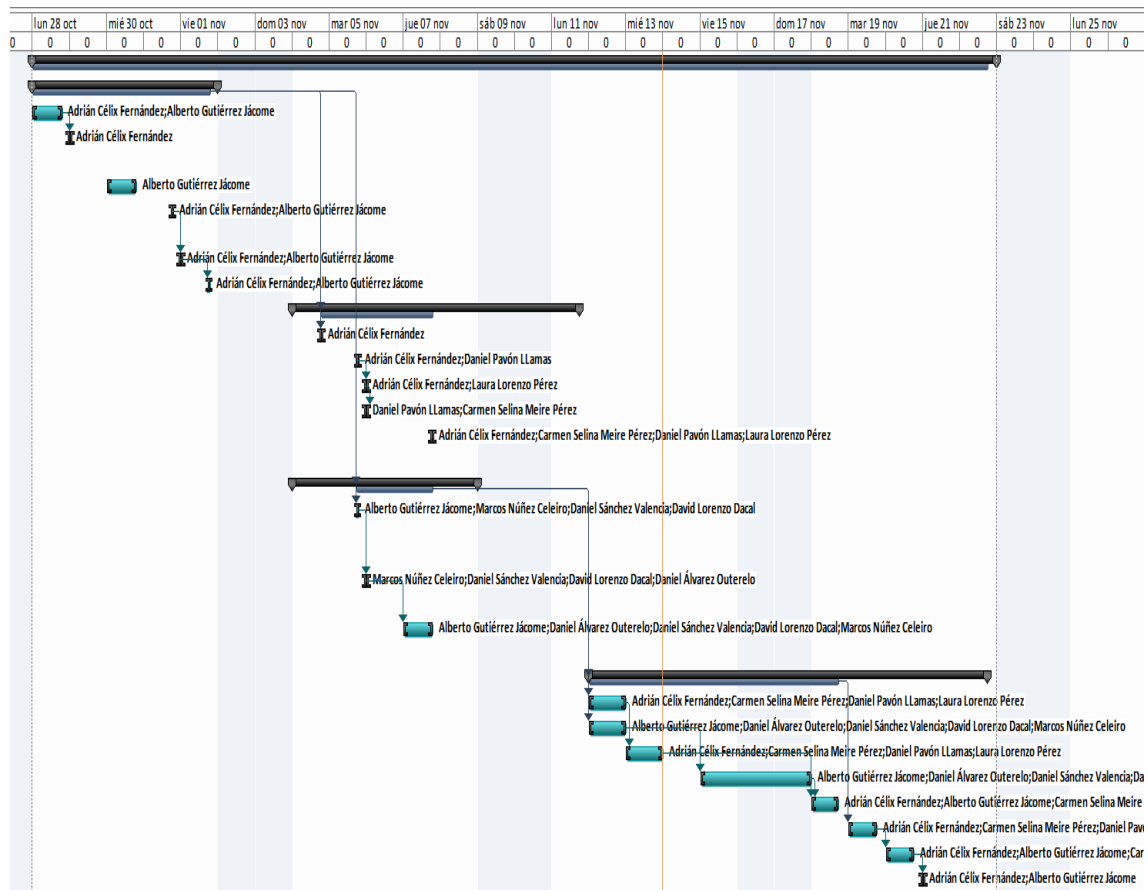 lun 28 oct mié 30 oct vie 01 nov dom 03 nov mar 05 nov jue 07 nov sáb 09 nov lun 11 nov mié 13 nov vie 15 nov dom 17 nov mar 19 nov jue 21 nov sáb 23 nov lun 25 nov
0 0 0 0 0 0 0 0 0 0 0 0 0 0 0 0 0 0 0 0 0 0 0 0 0 0 0 0 0 0 0
Adrián Célix Fernández;Alberto Gutiérrez Jácome
Adrián Célix Fernández
Alberto Gutiérrez Jácome
Adrián Célix Fernández;Alberto Gutiérrez Jácome
Adrián Célix Fernández;Alberto Gutiérrez Jácome
Adrián Célix Fernández;Alberto Gutiérrez Jácome
Adrián Célix Fernández
Adrián Célix Fernández;Daniel Pavón LLamas
Adrián Célix Fernández;Laura Lorenzo Pérez
Daniel Pavón LLamas;Carmen Selina Meire Pérez
Adrián Célix Fernández;Carmen Selina Meire Pérez;Daniel Pavón LLamas;Laura Lorenzo Pérez
Alberto Gutiérrez Jácome;Marcos Núñez Celeiro;Daniel Sánchez Valencia;David Lorenzo Dacal
Marcos Núñez Celeiro;Daniel Sánchez Valencia;David Lorenzo Dacal;Daniel Álvarez Outerelo
Alberto Gutiérrez Jácome;Daniel Álvarez Outerelo;Daniel Sánchez Valencia;David Lorenzo Dacal;Marcos Núñez Celeiro
Adrián Célix Fernández;Carmen Selina Meire Pérez;Daniel Pavón LLamas;Laura Lorenzo Pérez
Alberto Gutiérrez Jácome;Daniel Álvarez Outerelo;Daniel Sánchez Valencia;David Lorenzo Dacal;Marcos Núñez Celeiro
Adrián Célix Fernández;Carmen Selina Meire Pérez;Daniel Pavón LLamas;Laura Lorenzo Pérez
Alberto Gutiérrez Jácome;Daniel Álvarez Outerelo;Daniel Sánchez Valencia;Da
Adrián Célix Fernández;Alberto Gutiérrez Jácome;Carmen Selina Meire
Adrián Célix Fernández;Carmen Selina Meire Pérez;Daniel Pav
Adrián Célix Fernández;Alberto Gutiérrez Jácome;Car
Adrián Célix Fernández;Alberto Gutiérrez Jácome